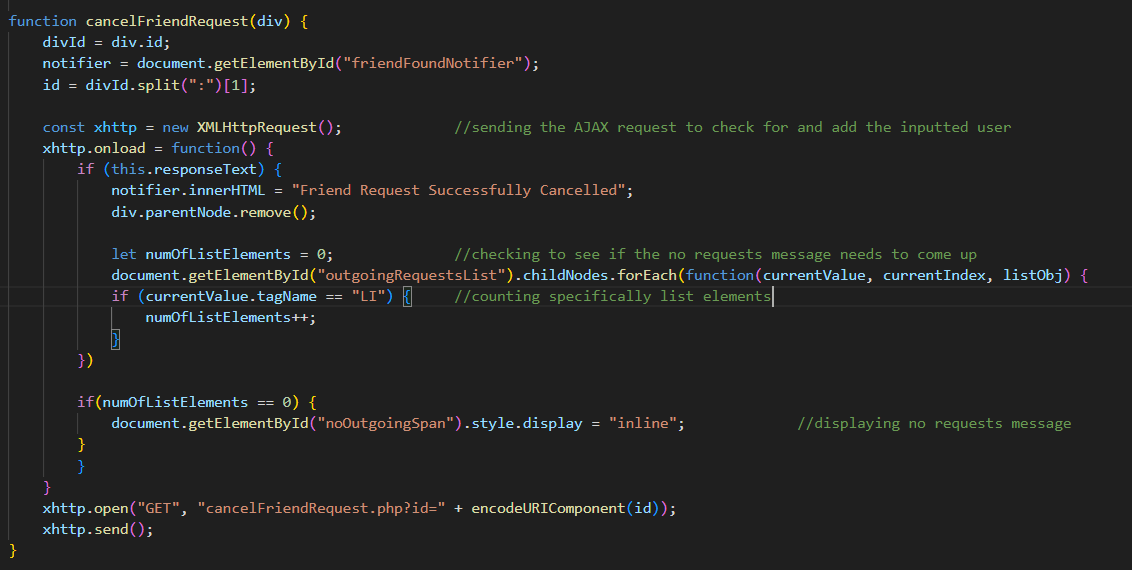 function cancelFriendRequest(div) {
    divId = div.id;
    notifier = document.getElementById("friendFoundNotifier");
    id = divId.split(":")[1];

    const xhttp = new XMLHttpRequest();             //sending the AJAX request to check for and add the inputted user
    xhttp.onload = function() {
        if (this.responseText) {
            notifier.innerHTML = "Friend Request Successfully Cancelled";
            div.parentNode.remove();

            let numOfListElements = 0;              //checking to see if the no requests message needs to come up
            document.getElementById("outgoingRequestsList").childNodes.forEach(function(currentValue, currentIndex, listObj) {
            if (currentValue.tagName == "LI") {     //counting specifically list elements
                numOfListElements++;
            }
        })

        if(numOfListElements == 0) {
            document.getElementById("noOutgoingSpan").style.display = "inline";             //displaying no requests message
        }
        }
    }
    xhttp.open("GET", "cancelFriendRequest.php?id=" + encodeURIComponent(id));
    xhttp.send();
}